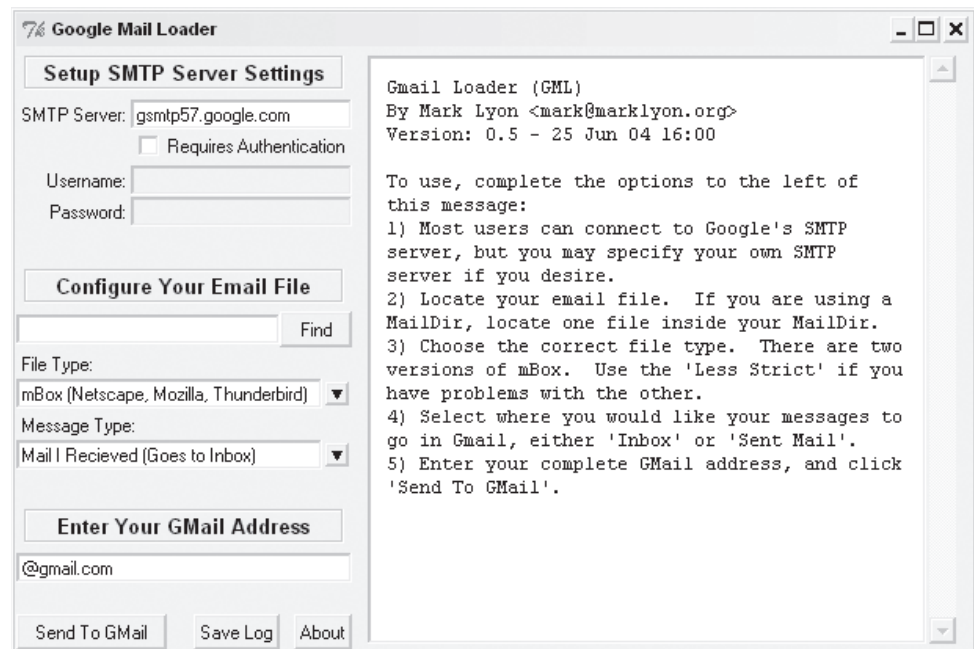 Google Mail Loader
Setup SMTP Server Settings
SMTP Server: gsmtp57.google.com
Requires Authentication
Username:
Password:
Configure Your Email File
Find
File Type:
mBox (Netscape, Mozilla, Thunderbird)
Message Type:
Mail I Recieved (Goes to Inbox)
Enter Your GMail Address
@gmail.com
Send To GMail Save Log About
Gmail Loader (GML)
By Mark Lyon <mark@marklyon.org>
Version: 0.5 - 25 Jun 04 16:00
To use, complete the options to the left of
this message:
1) Most users can connect to Google's SMTP
server, but you may specify your own SMTP
server if you desire.
2) Locate your email file.  If you are using a
MailDir, locate one file inside your MailDir.
3) Choose the correct file type.  There are two
versions of mBox.  Use the 'Less Strict' if you
have problems with the other.
4) Select where you would like your messages to
go in Gmail, either 'Inbox' or 'Sent Mail'.
5) Enter your complete GMail address, and click
'Send To GMail'.